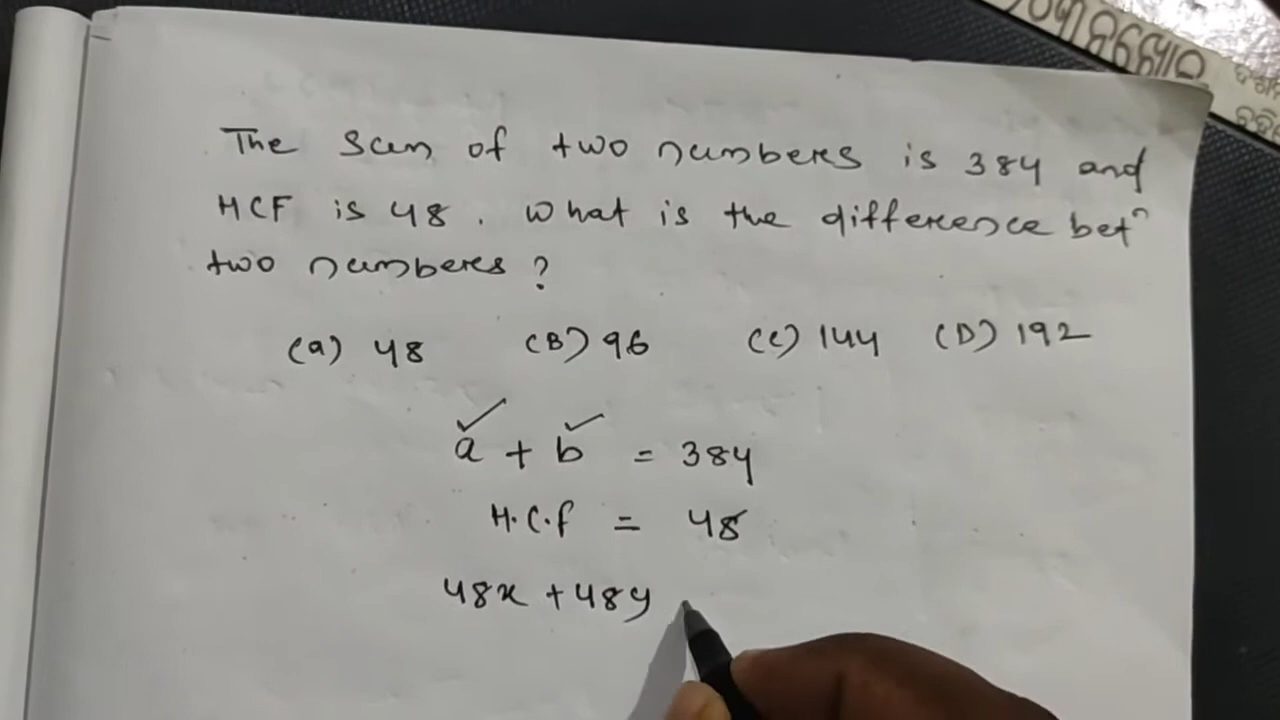 The sum of two numbers is 384 and
HCF is 48. What is the difference betⁿ
two numbers?
(a) 48 (B) 96 (C) 144 (D) 192
a + b = 384
H.C.f = 48
48x + 48y